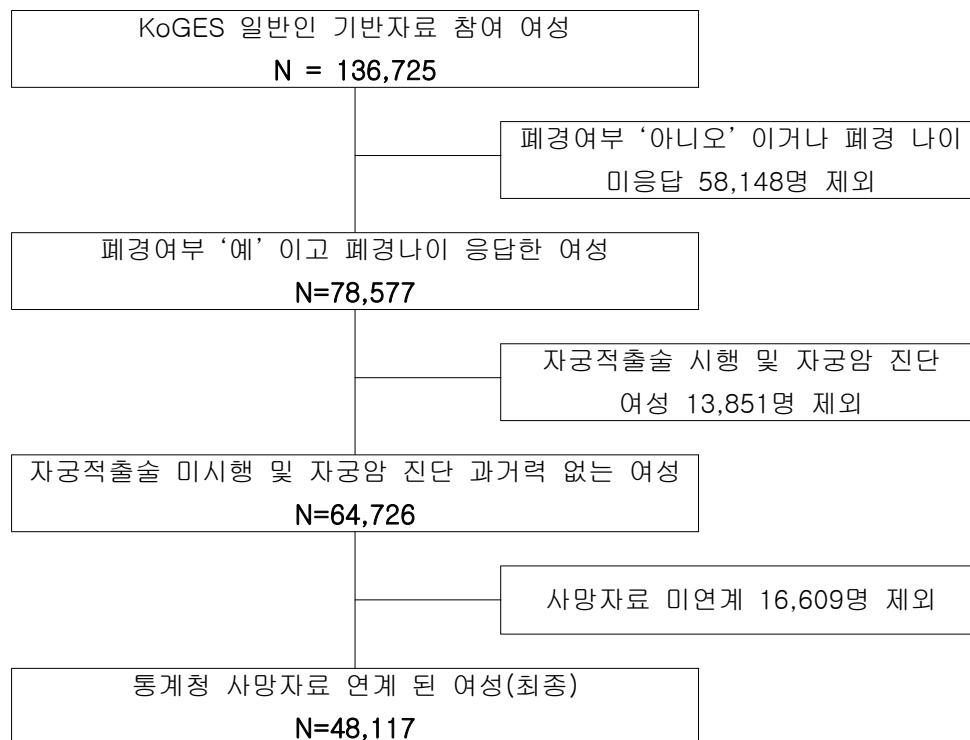 KoGES 일반인 기반자료 참여 여성
N = 136,725
폐경여부 ‘아니오’ 이거나 폐경 나이
미응답 58,148명 제외
폐경여부 ‘예’ 이고 폐경나이 응답한 여성
N=78,577
자궁적출술 시행 및 자궁암 진단
여성 13,851명 제외
자궁적출술 미시행 및 자궁암 진단 과거력 없는 여성
N=64,726
사망자료 미연계 16,609명 제외
통계청 사망자료 연계 된 여성(최종)
N=48,117